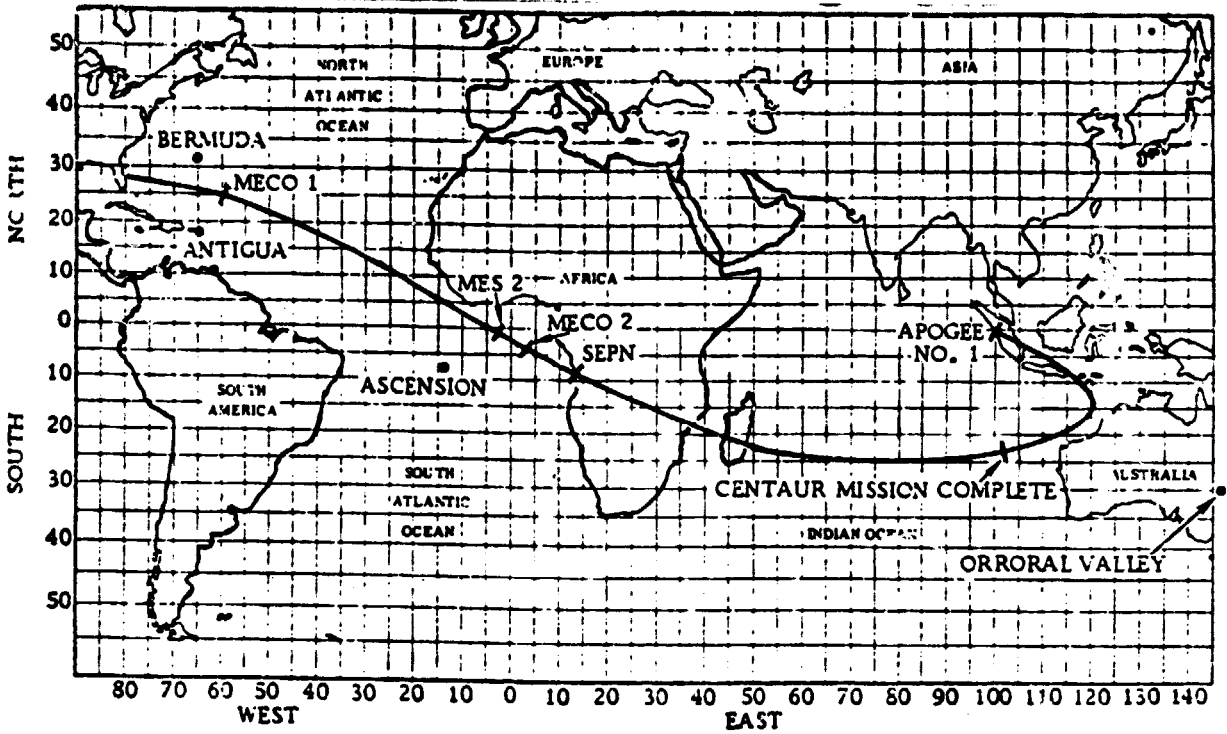 50
40
30
20
10
0
10
20
30
40
50
SOUTH
NORTH
ATLANTIC
OCEAN
EUROPE
ASIA
BERMUDA
MECO 1
ANTIGUA
MES 2
AFRICA
MECO 2
SEPN
APOGEE
NO. 1
ASCENSION
SOUTH
AMERICA
SOUTH
ATLANTIC
OCEAN
CENTAUR MISSION COMPLETE
INDIAN OCEAN
ORRORAL VALLEY
80 70 60 50 40 30 20 10 0 10 20 30 40 50 60 70 80 90 100 110 120 130 140
WEST
EAST